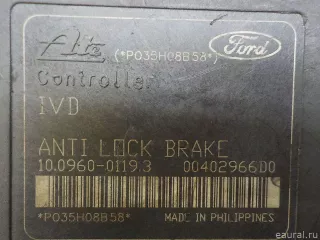 Ate (*P035H08B58*) Ford
Controller
IVD
ANTI LOCK BRAKE
10.0960-0119.3 00402966D0
*P035H08B58* MADE IN PHILIPPINES
eaural.ru